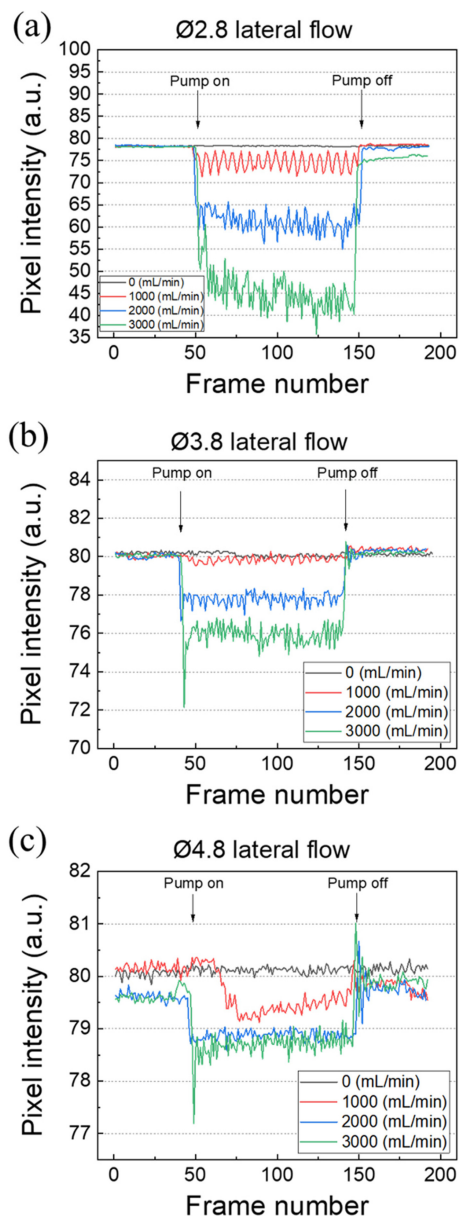 (a)
Ø2.8 lateral flow
Pixel intensity (a.u.)
100
95
90
85
80
75
70
65
60
55
50
45
40
35
Pump on
Pump off
0 (mL/min)
1000 (mL/min)
2000 (mL/min)
3000 (mL/min)
0 50 100 150 200
Frame number
(b)
Ø3.8 lateral flow
Pixel intensity (a.u.)
84
82
80
78
76
74
72
70
Pump on
Pump off
0 (mL/min)
1000 (mL/min)
2000 (mL/min)
3000 (mL/min)
0 50 100 150 200
Frame number
(c)
Ø4.8 lateral flow
Pixel intensity (a.u.)
82
81
80
79
78
77
Pump on
Pump off
0 (mL/min)
1000 (mL/min)
2000 (mL/min)
3000 (mL/min)
0 50 100 150 200
Frame number